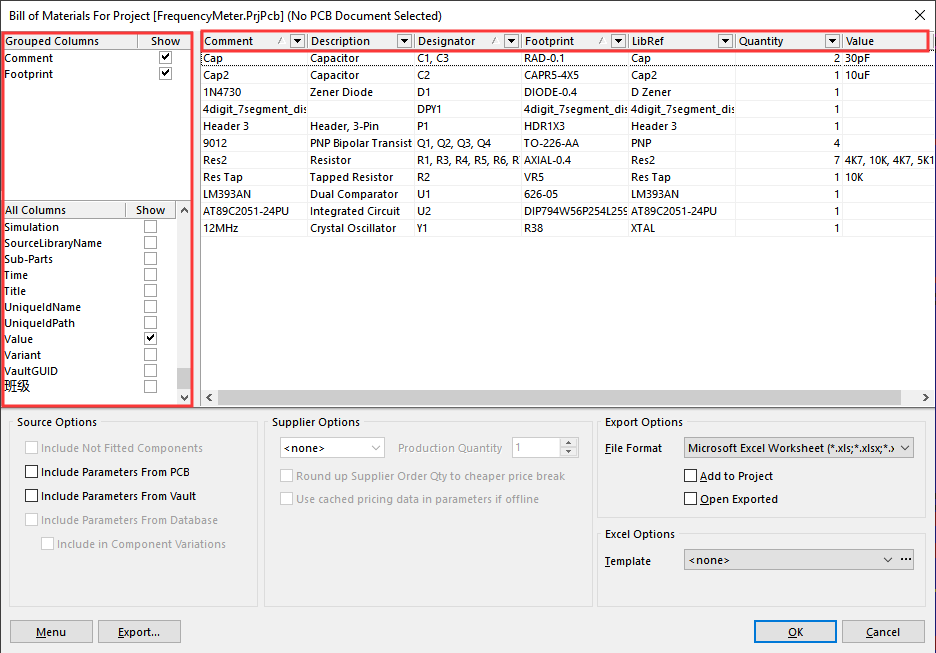 Bill of Materials For Project [FrequencyMeter.PrjPcb] (No PCB Document Selected)
Grouped Columns Show
Comment
Footprint
All Columns Show
Simulation
SourceLibraryName
Sub-Parts
Time
Title
UniqueIdName
UniqueIdPath
Value
Variant
VaultGUID
班级
Comment Description Designator Footprint LibRef Quantity Value
Cap Capacitor C1, C3 RAD-0.1 Cap 2 30pF
Cap2 Capacitor C2 CAPR5-4X5 Cap2 1 10uF
1N4730 Zener Diode D1 DIODE-0.4 D Zener 1
4digit_7segment_dis DPY1 4digit_7segment_dis 4digit_7segment_dis 1
Header 3 Header, 3-Pin P1 HDR1X3 Header 3 1
9012 PNP Bipolar Transist Q1, Q2, Q3, Q4 TO-226-AA PNP 4
Res2 Resistor R1, R3, R4, R5, R6, R AXIAL-0.4 Res2 7 4K7, 10K, 4K7, 5K1
Res Tap Tapped Resistor R2 VR5 Res Tap 1 10K
LM393AN Dual Comparator U1 626-05 LM393AN 1
AT89C2051-24PU Integrated Circuit U2 DIP794W56P254L259 AT89C2051-24PU 1
12MHz Crystal Oscillator Y1 R38 XTAL 1
Source Options
Include Not Fitted Components
Include Parameters From PCB
Include Parameters From Vault
Include Parameters From Database
Include in Component Variations
Supplier Options
<none> Production Quantity 1
Round up Supplier Order Qty to cheaper price break
Use cached pricing data in parameters if offline
Export Options
File Format Microsoft Excel Worksheet (*.xls;*.xlsx;*.x
Add to Project
Open Exported
Excel Options
Template <none> ...
Menu Export... OK Cancel